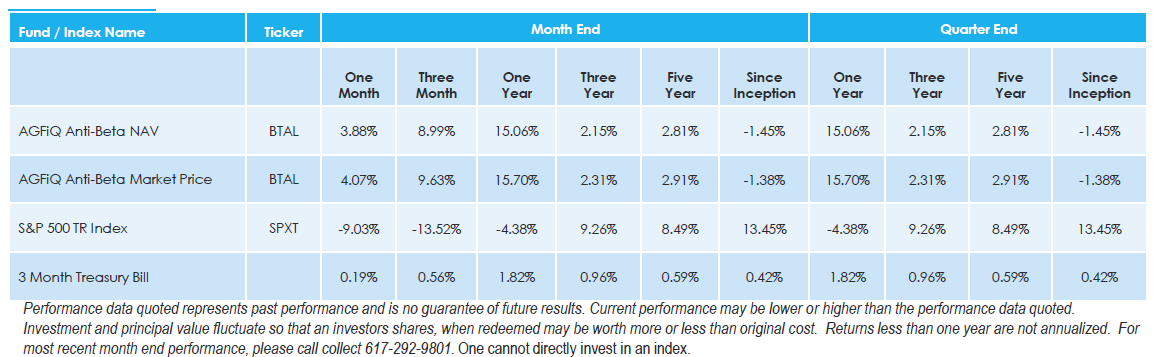 Fund / Index Name Ticker Month End Quarter End
One Month Three Month One Year Three Year Five Year Since Inception One Year Three Year Five Year Since Inception
AGFiQ Anti-Beta NAV BTAL 3.88% 8.99% 15.06% 2.15% 2.81% -1.45% 15.06% 2.15% 2.81% -1.45%
AGFiQ Anti-Beta Market Price BTAL 4.07% 9.63% 15.70% 2.31% 2.91% -1.38% 15.70% 2.31% 2.91% -1.38%
S&P 500 TR Index SPXT -9.03% -13.52% -4.38% 9.26% 8.49% 13.45% -4.38% 9.26% 8.49% 13.45%
3 Month Treasury Bill 0.19% 0.56% 1.82% 0.96% 0.59% 0.42% 1.82% 0.96% 0.59% 0.42%
Performance data quoted represents past performance and is no guarantee of future results. Current performance may be lower or higher than the performance data quoted.
Investment and principal value fluctuate so that an investors shares, when redeemed may be worth more or less than original cost. Returns less than one year are not annualized. For
most recent month end performance, please call collect 617-292-9801. One cannot directly invest in an index.